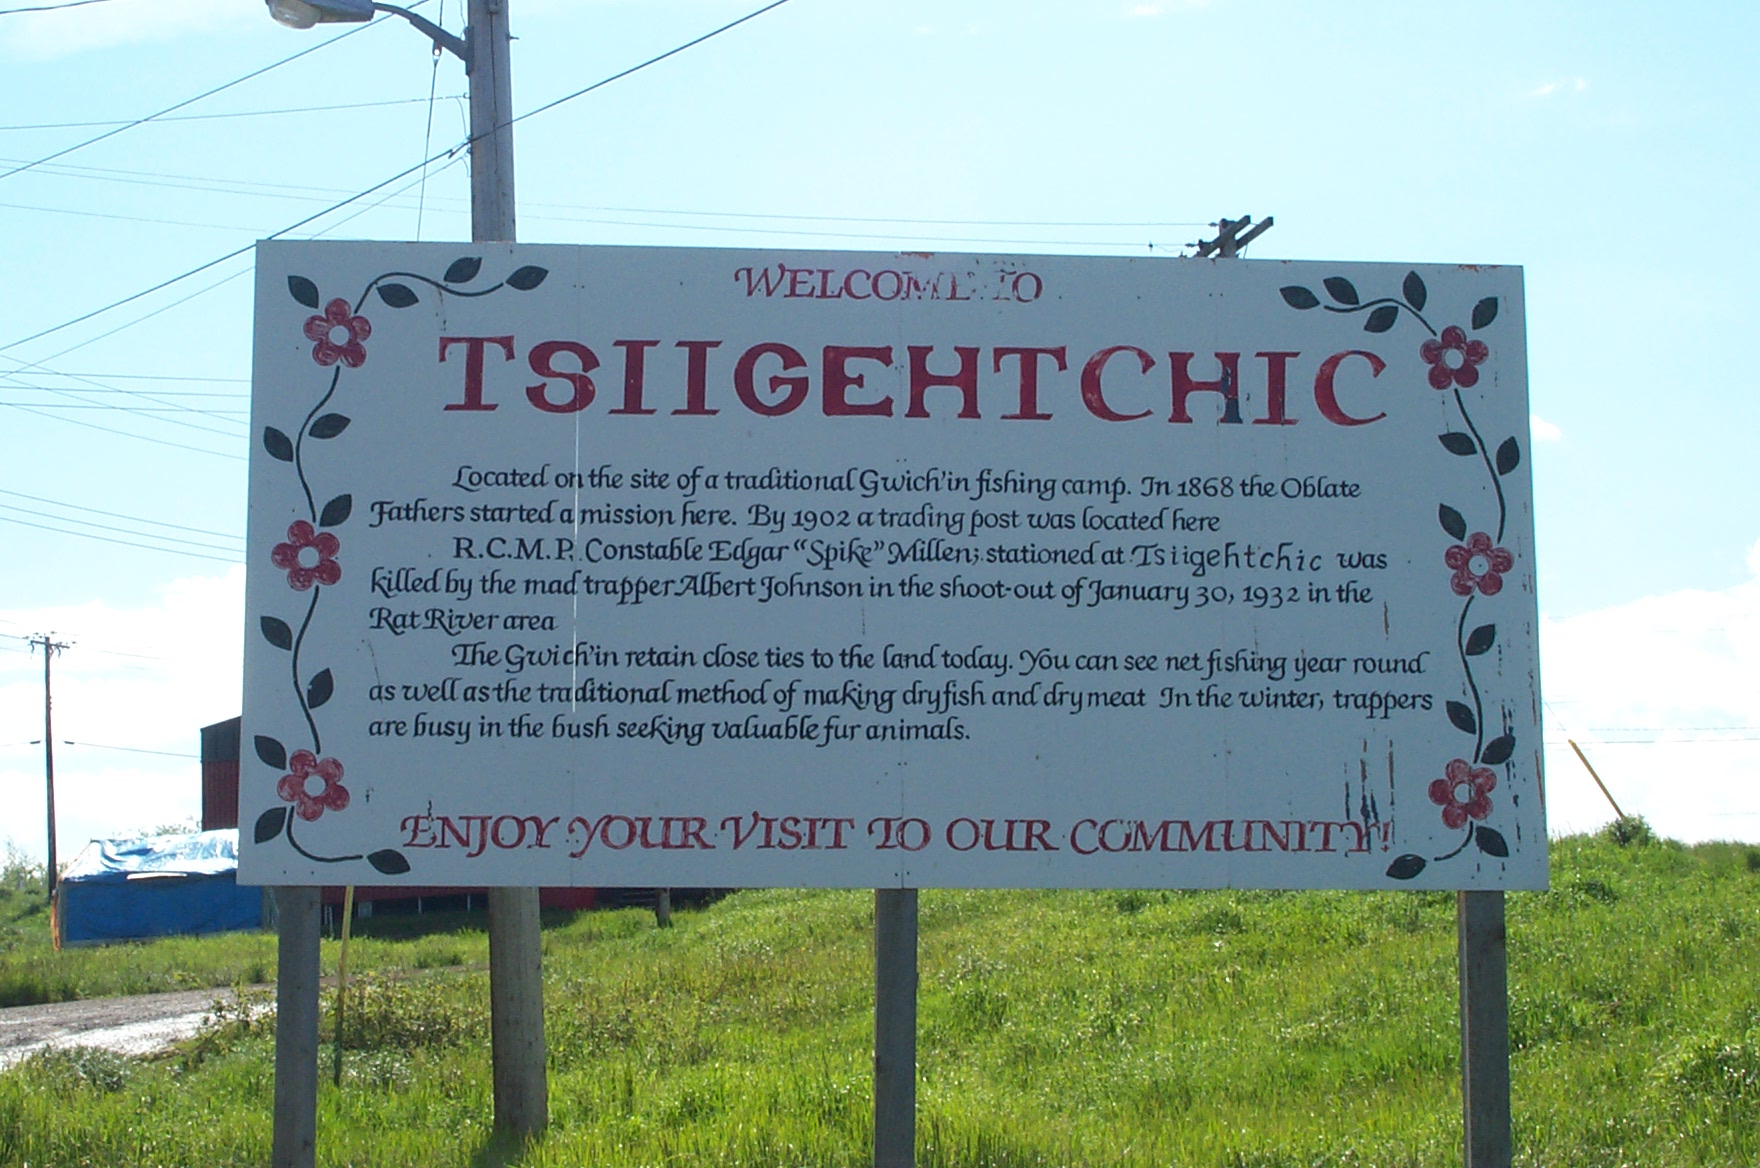 WELCOME TO
TSIIGEHTCHIC
Located on the site of a traditional Gwich'in fishing camp. In 1868 the Oblate
Fathers started a mission here. By 1902 a trading post was located here
R.C.M.P. Constable Edgar "Spike" Millen; stationed at Tsiigehtchic was
killed by the mad trapper Albert Johnson in the shoot-out of January 30, 1932 in the
Rat River area
The Gwich'in retain close ties to the land today. You can see net fishing year round
as well as the traditional method of making dryfish and dry meat In the winter, trappers
are busy in the bush seeking valuable fur animals.
ENJOY YOUR VISIT TO OUR COMMUNITY!